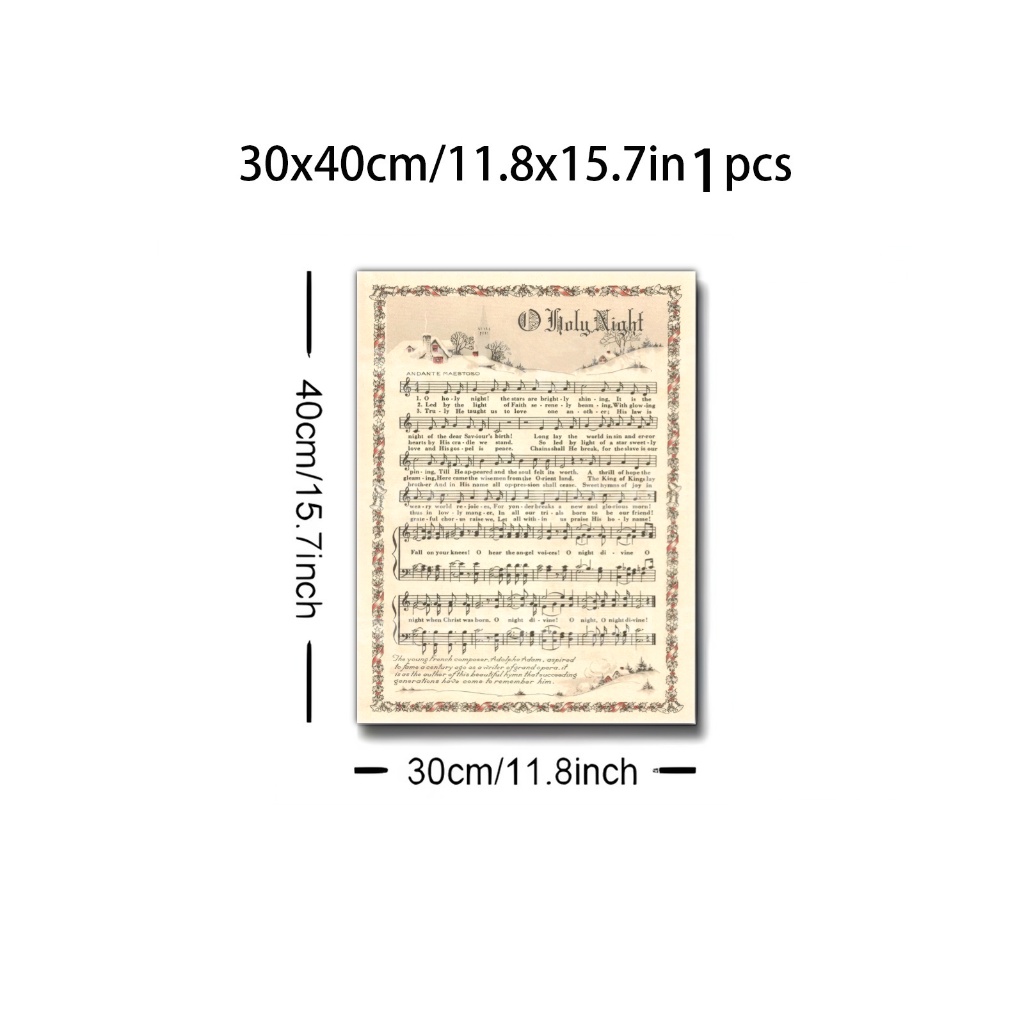 30x40cm/11.8x15.7in 1 pcs
O Holy Night
ANDANTE MAESTOSO
1. O ho-ly night! the stars are bright-ly shin-ing, It is the
2. Led by the light of Faith se-rene-ly beam-ing, With glow-ing
3. Tru-ly He taught us to love one an-oth-er; His law is
night of the dear Saviour's birth! Long lay the world in sin and error
hearts by His cra-dle we stand. So led by light of a star sweet-ly
love and His gos-pel is peace. Chains shall He break, for the slave is our
pin-ing, Till He ap-peared and the soul felt its worth. A thrill of hope the
gleam-ing, Here come the wise men from the Orient land. The King of Kings lay
brother And in His name all op-pres-sion shall cease. Sweet hymns of joy in
wea-ry world re-joic-es, For yon-der breaks a new and glorious morn!
thus in low-ly mang-er, In all our tri-als born to be our friend!
grate-ful chor-us raise we, Let all with-in us praise His ho-ly name!
Fall on your knees! O hear the an-gel voi-ces! O night di-vine O
night when Christ was born, O night di-vine! O night, O night divine!
The young French composer, Adolphe Adam, aspired
to fame a century ago as a writer of grand opera. it
is as the author of this beautiful hymn that succeeding
generations have come to remember him.
40cm/15.7inch
30cm/11.8inch